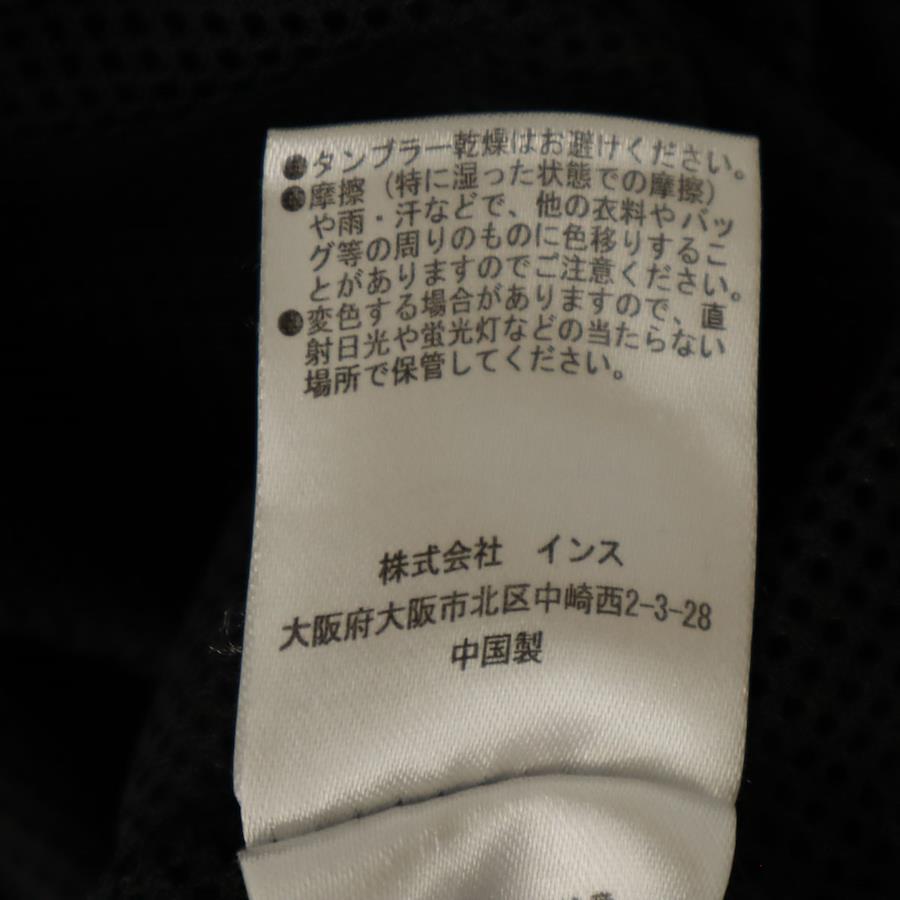 ●タンブラー乾燥はお避けください。
●摩擦（特に湿った状態での摩擦）
や雨・汗などで、他の衣料やバッ
グ等の周りのものに色移りするこ
とがありますのでご注意ください。
●変色する場合がありますので、直
射日光や蛍光灯などの当たらない
場所で保管してください。
株式会社　インス
大阪府大阪市北区中崎西2-3-28
中国製